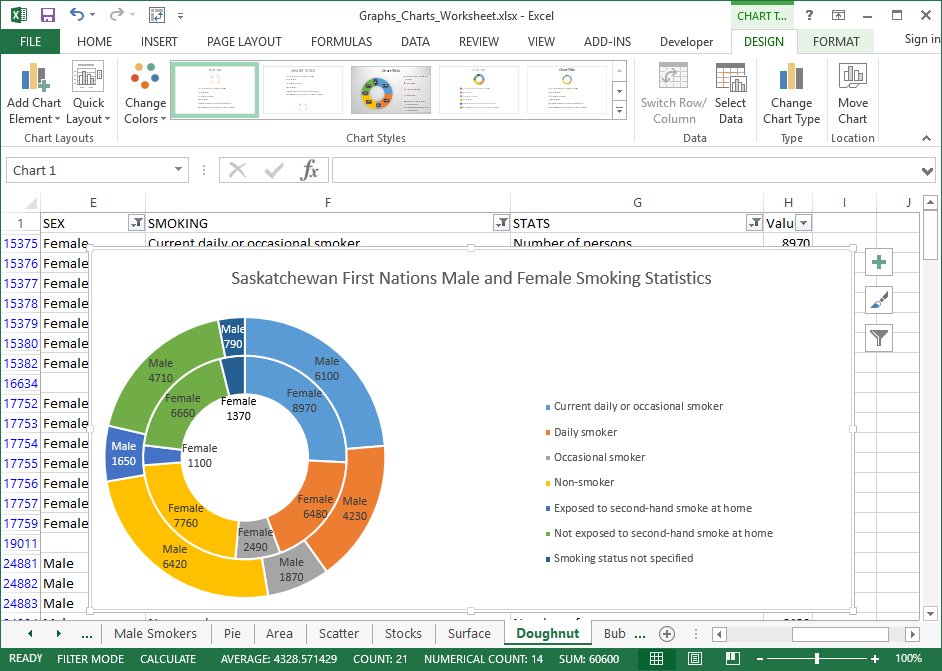 Graphs_Charts_Worksheet.xlsx - Excel
CHART T...
?
FILE HOME INSERT PAGE LAYOUT FORMULAS DATA REVIEW VIEW ADD-INS Developer DESIGN FORMAT Sign in
Add Chart Element
Quick Layout
Change Colors
Switch Row/ Column
Select Data
Change Chart Type
Move Chart
Chart Layouts Chart Styles Data Type Location
Chart 1
fx
E F G H I J
1 SEX SMOKING STATS Valu
15375 Female Current daily or occasional smoker Number of persons 8970
15376 Female
15377 Female
15378 Female
15379 Female
15380 Female
15382 Female
16634
17752 Female
17753 Female
17754 Female
17755 Female
17756 Female
17757 Female
17759 Female
19011
24881 Male
24882 Male
24883 Male
Saskatchewan First Nations Male and Female Smoking Statistics
Male
790
Male
6100
Male
4710
Female
8970
Female
6660
Female
1370
Male
1650
Female
1100
Female
6480
Male
4230
Female
7760
Female
2490
Male
6420
Male
1870
Current daily or occasional smoker
Daily smoker
Occasional smoker
Non-smoker
Exposed to second-hand smoke at home
Not exposed to second-hand smoke at home
Smoking status not specified
... Male Smokers Pie Area Scatter Stocks Surface Doughnut Bub ...
READY FILTER MODE CALCULATE AVERAGE: 4328.571429 COUNT: 21 NUMERICAL COUNT: 14 SUM: 60600 100%